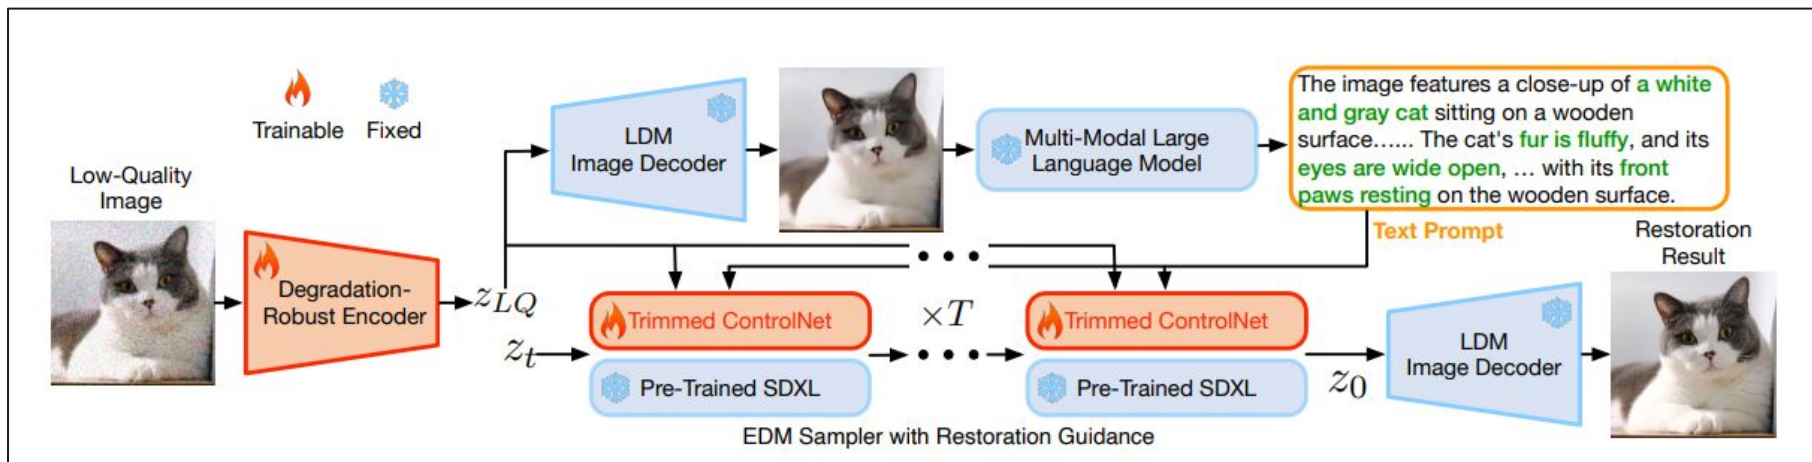 Trainable
Fixed
Low-Quality
Image
Degradation-
Robust Encoder
z_{LQ}
z_t
LDM
Image Decoder
Multi-Modal Large
Language Model
The image features a close-up of a white
and gray cat sitting on a wooden
surface…... The cat's fur is fluffy, and its
eyes are wide open, … with its front
paws resting on the wooden surface.
Text Prompt
Trimmed ControlNet
Pre-Trained SDXL
• • •
×T
• • •
Trimmed ControlNet
Pre-Trained SDXL
z_0
LDM
Image Decoder
Restoration
Result
EDM Sampler with Restoration Guidance